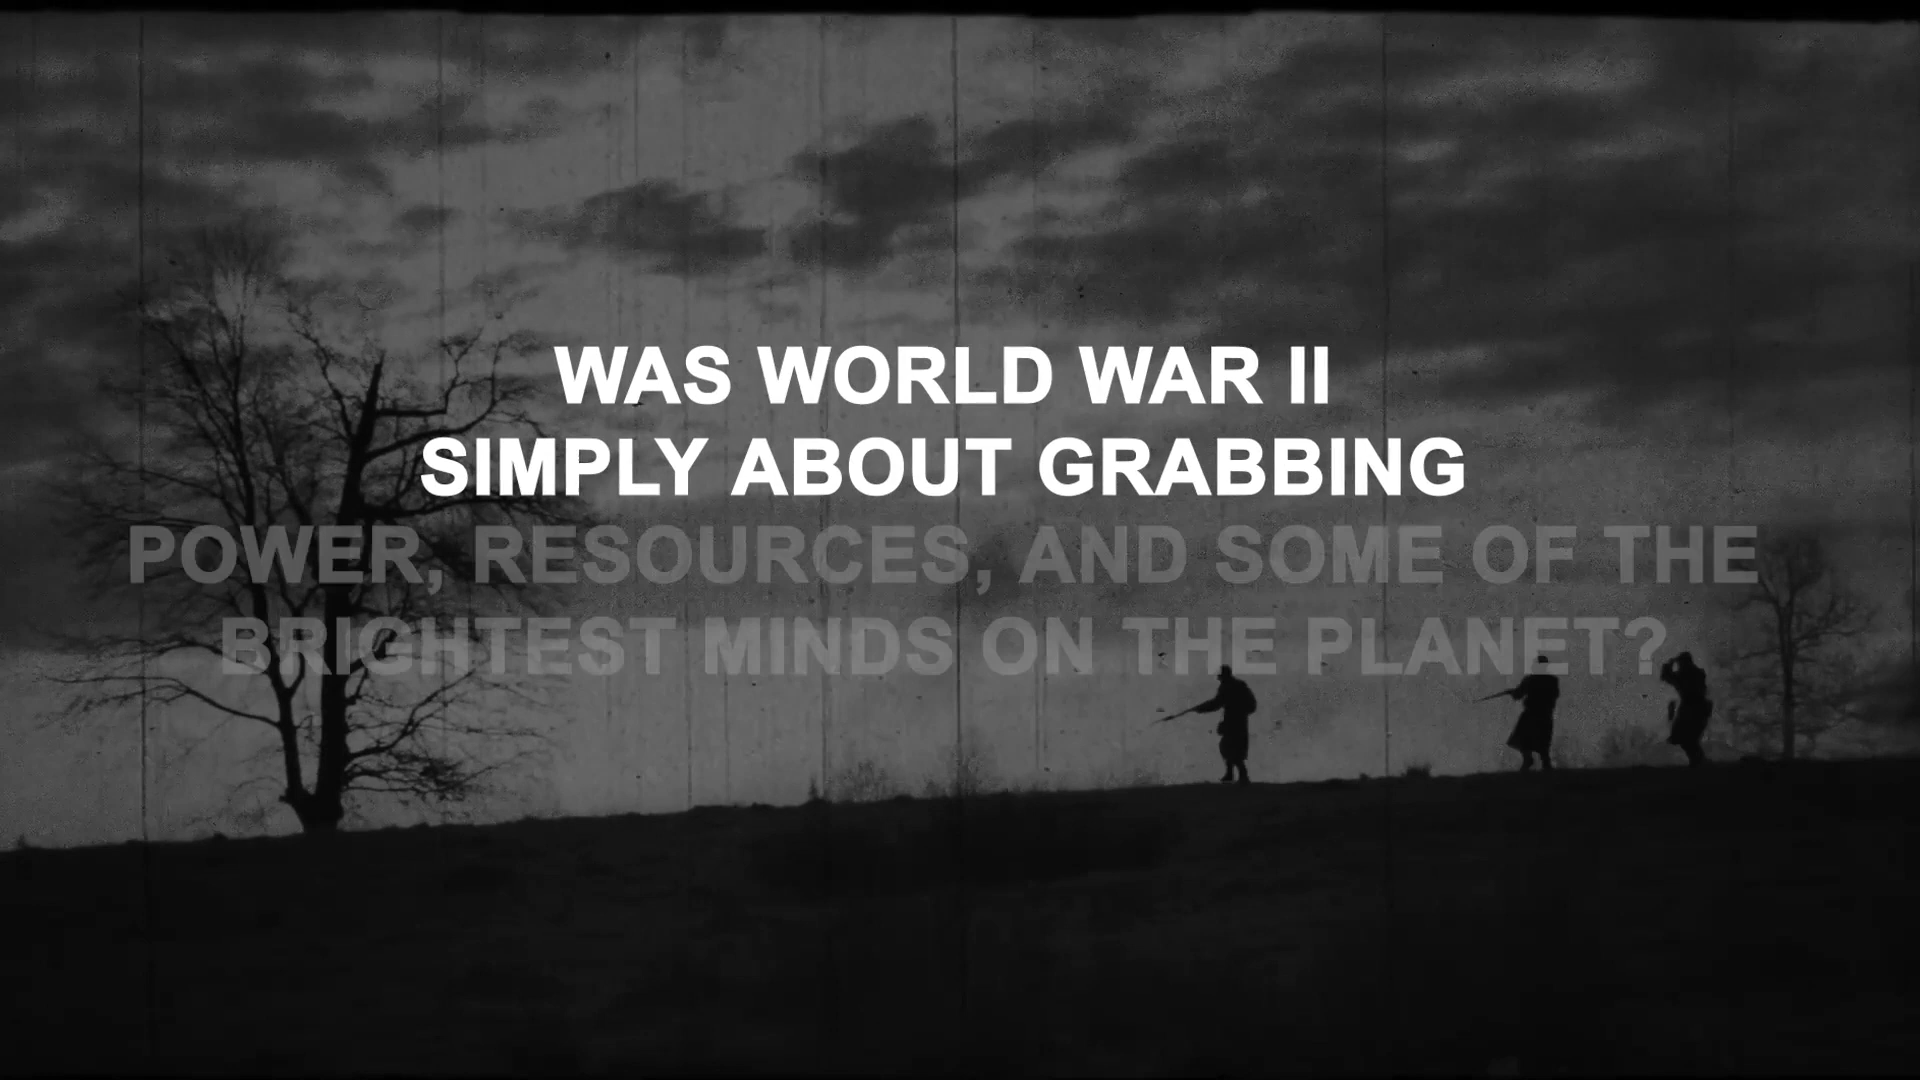 WAS WORLD WAR II
SIMPLY ABOUT GRABBING
POWER, RESOURCES, AND SOME OF THE
BRIGHTEST MINDS ON THE PLANET?